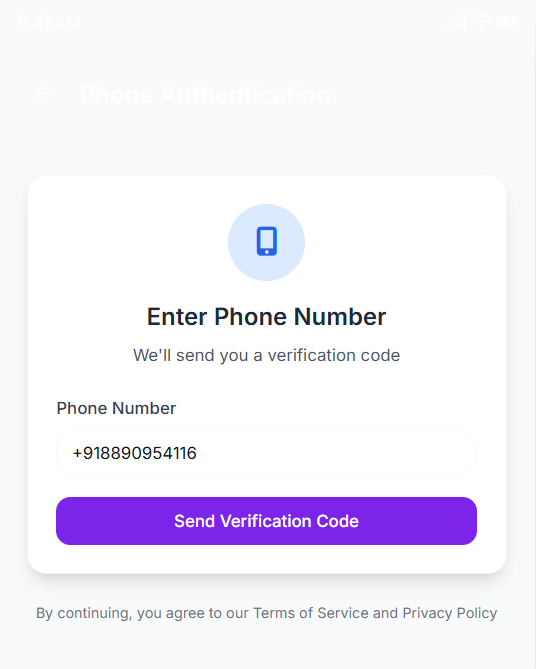 9:41 AM
Phone Authentication
Enter Phone Number
We'll send you a verification code
Phone Number
+918890954116
Send Verification Code
By continuing, you agree to our Terms of Service and Privacy Policy